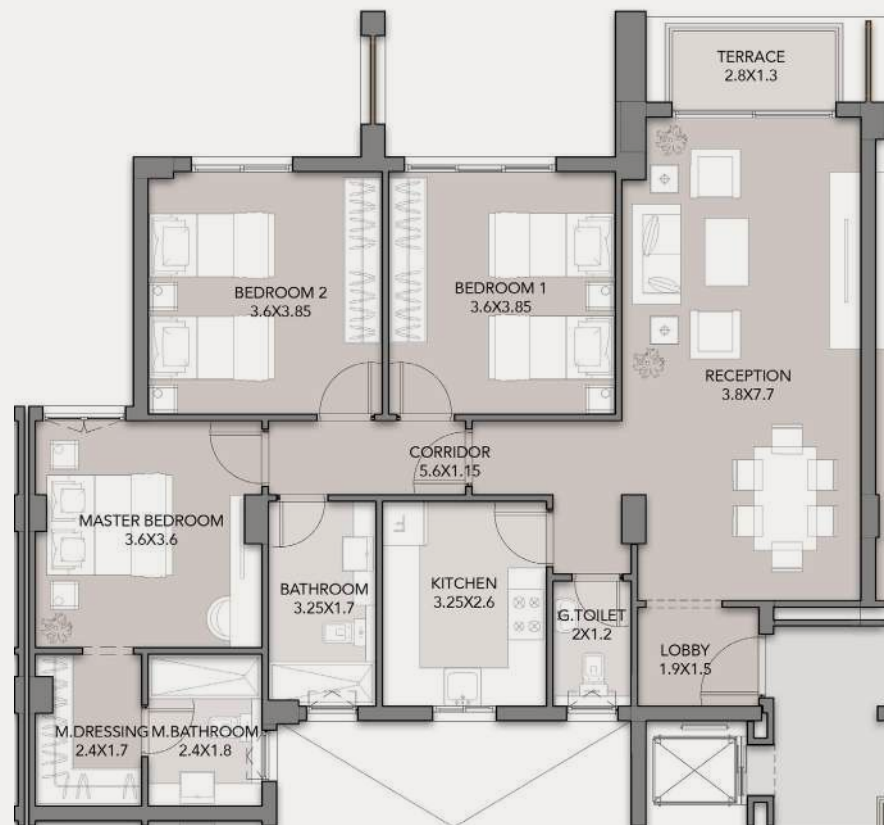 TERRACE
2.8X1.3
BEDROOM 2
3.6X3.85
BEDROOM 1
3.6X3.85
RECEPTION
3.8X7.7
CORRIDOR
5.6X1.15
MASTER BEDROOM
3.6X3.6
BATHROOM
3.25X1.7
KITCHEN
3.25X2.6
G.TOILET
2X1.2
LOBBY
1.9X1.5
M.DRESSING
2.4X1.7
M.BATHROOM
2.4X1.8